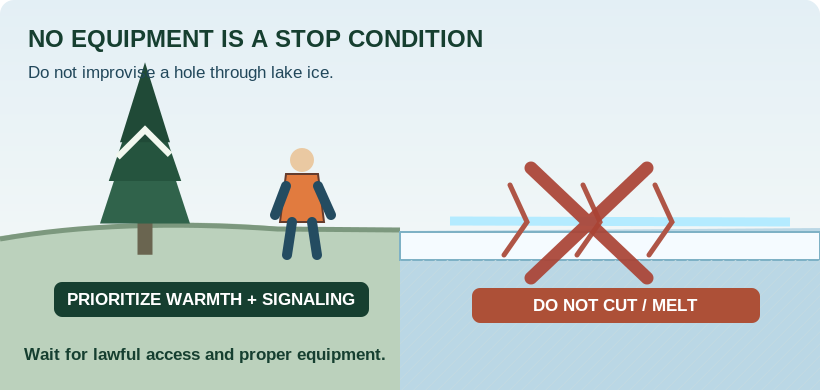 NO EQUIPMENT IS A STOP CONDITION
Do not improvise a hole through lake ice.
PRIORITIZE WARMTH + SIGNALING
DO NOT CUT / MELT
Wait for lawful access and proper equipment.